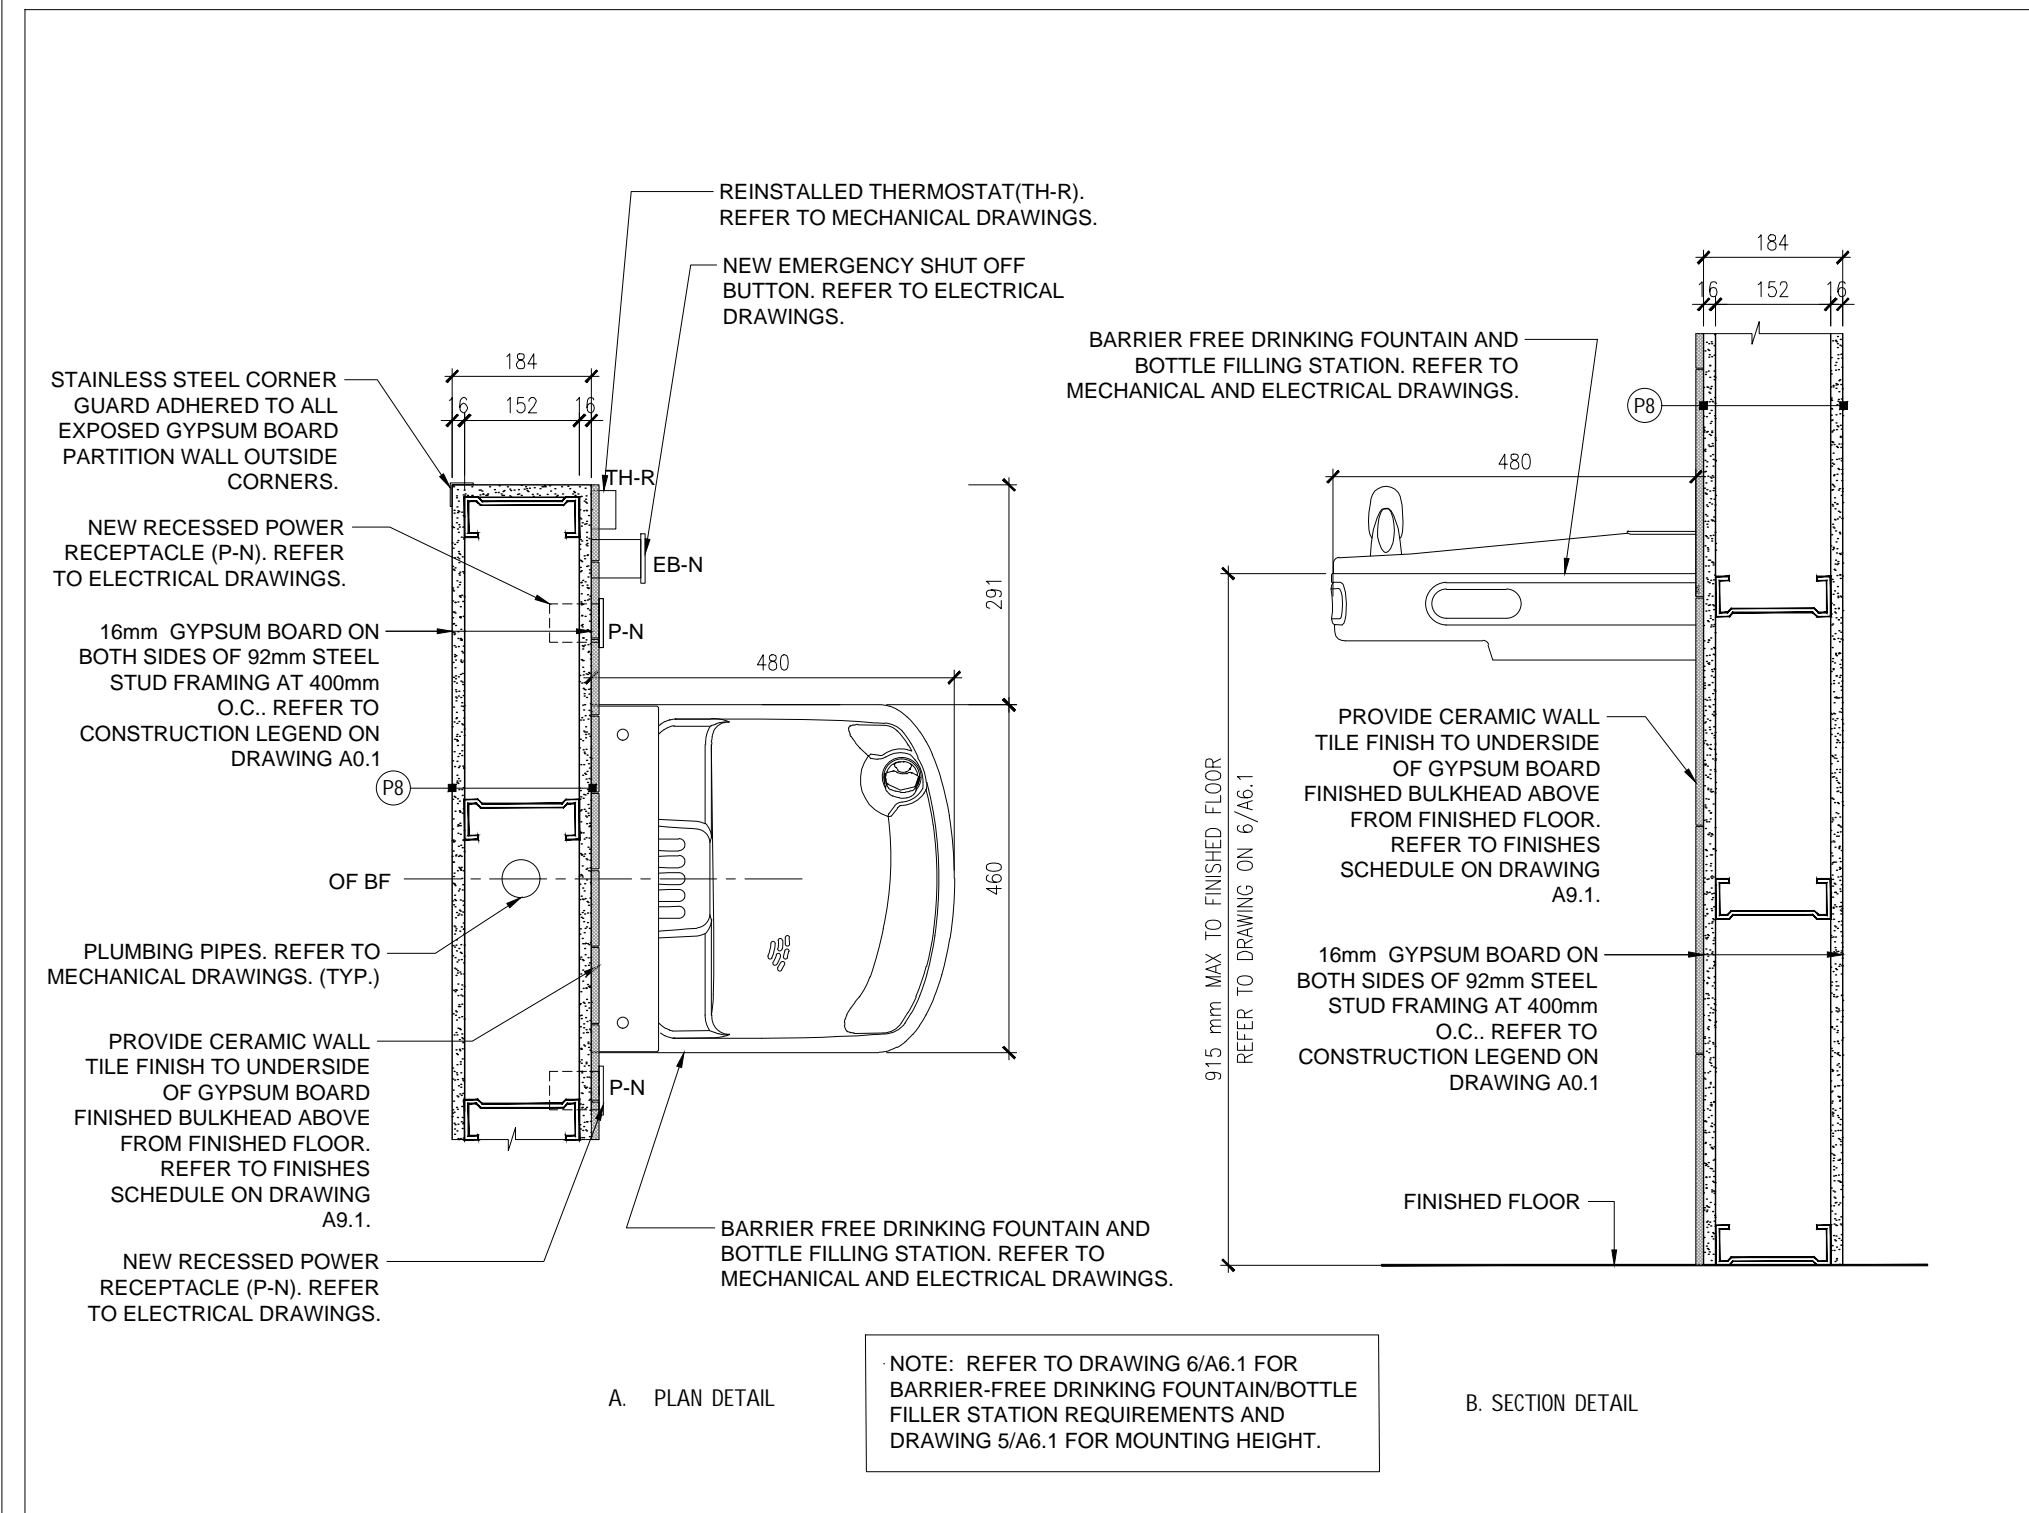 REINSTALLED THERMOSTAT(TH-R).
REFER TO MECHANICAL DRAWINGS.
NEW EMERGENCY SHUT OFF
BUTTON. REFER TO ELECTRICAL
DRAWINGS.
184
16
152
16
STAINLESS STEEL CORNER
GUARD ADHERED TO ALL
EXPOSED GYPSUM BOARD
PARTITION WALL OUTSIDE
CORNERS.
TH-R
NEW RECESSED POWER
RECEPTACLE (P-N). REFER
TO ELECTRICAL DRAWINGS.
EB-N
16mm GYPSUM BOARD ON
BOTH SIDES OF 92mm STEEL
STUD FRAMING AT 400mm
O.C.. REFER TO
CONSTRUCTION LEGEND ON
DRAWING A0.1
P-N
291
480
P8
460
OF BF
PLUMBING PIPES. REFER TO
MECHANICAL DRAWINGS. (TYP.)
PROVIDE CERAMIC WALL
TILE FINISH TO UNDERSIDE
OF GYPSUM BOARD
FINISHED BULKHEAD ABOVE
FROM FINISHED FLOOR.
REFER TO FINISHES
SCHEDULE ON DRAWING
A9.1.
P-N
NEW RECESSED POWER
RECEPTACLE (P-N). REFER
TO ELECTRICAL DRAWINGS.
BARRIER FREE DRINKING FOUNTAIN AND
BOTTLE FILLING STATION. REFER TO
MECHANICAL AND ELECTRICAL DRAWINGS.
A. PLAN DETAIL
184
16
152
16
BARRIER FREE DRINKING FOUNTAIN AND
BOTTLE FILLING STATION. REFER TO
MECHANICAL AND ELECTRICAL DRAWINGS.
P8
480
915 mm MAX TO FINISHED FLOOR
REFER TO DRAWING ON 6/A6.1
PROVIDE CERAMIC WALL
TILE FINISH TO UNDERSIDE
OF GYPSUM BOARD
FINISHED BULKHEAD ABOVE
FROM FINISHED FLOOR.
REFER TO FINISHES
SCHEDULE ON DRAWING
A9.1.
16mm GYPSUM BOARD ON
BOTH SIDES OF 92mm STEEL
STUD FRAMING AT 400mm
O.C.. REFER TO
CONSTRUCTION LEGEND ON
DRAWING A0.1
FINISHED FLOOR
NOTE: REFER TO DRAWING 6/A6.1 FOR
BARRIER-FREE DRINKING FOUNTAIN/BOTTLE
FILLER STATION REQUIREMENTS AND
DRAWING 5/A6.1 FOR MOUNTING HEIGHT.
B. SECTION DETAIL